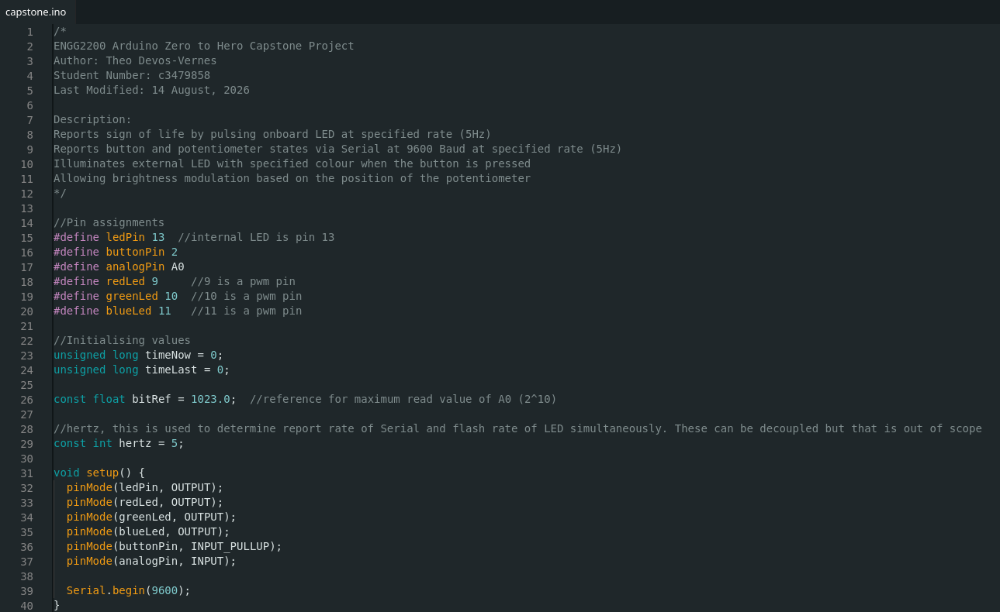 capstone.ino
1 /*
2 ENGG2200 Arduino Zero to Hero Capstone Project
3 Author: Theo Devos-Vernes
4 Student Number: c3479858
5 Last Modified: 14 August, 2026
6
7 Description:
8 Reports sign of life by pulsing onboard LED at specified rate (5Hz)
9 Reports button and potentiometer states via Serial at 9600 Baud at specified rate (5Hz)
10 Illuminates external LED with specified colour when the button is pressed
11 Allowing brightness modulation based on the position of the potentiometer
12 */
13
14 //Pin assignments
15 #define ledPin 13  //internal LED is pin 13
16 #define buttonPin 2
17 #define analogPin A0
18 #define redLed 9     //9 is a pwm pin
19 #define greenLed 10  //10 is a pwm pin
20 #define blueLed 11   //11 is a pwm pin
21
22 //Initialising values
23 unsigned long timeNow = 0;
24 unsigned long timeLast = 0;
25
26 const float bitRef = 1023.0;  //reference for maximum read value of A0 (2^10)
27
28 //hertz, this is used to determine report rate of Serial and flash rate of LED simultaneously. These can be decoupled but that is out of scope
29 const int hertz = 5;
30
31 void setup() {
32   pinMode(ledPin, OUTPUT);
33   pinMode(redLed, OUTPUT);
34   pinMode(greenLed, OUTPUT);
35   pinMode(blueLed, OUTPUT);
36   pinMode(buttonPin, INPUT_PULLUP);
37   pinMode(analogPin, INPUT);
38
39   Serial.begin(9600);
40 }